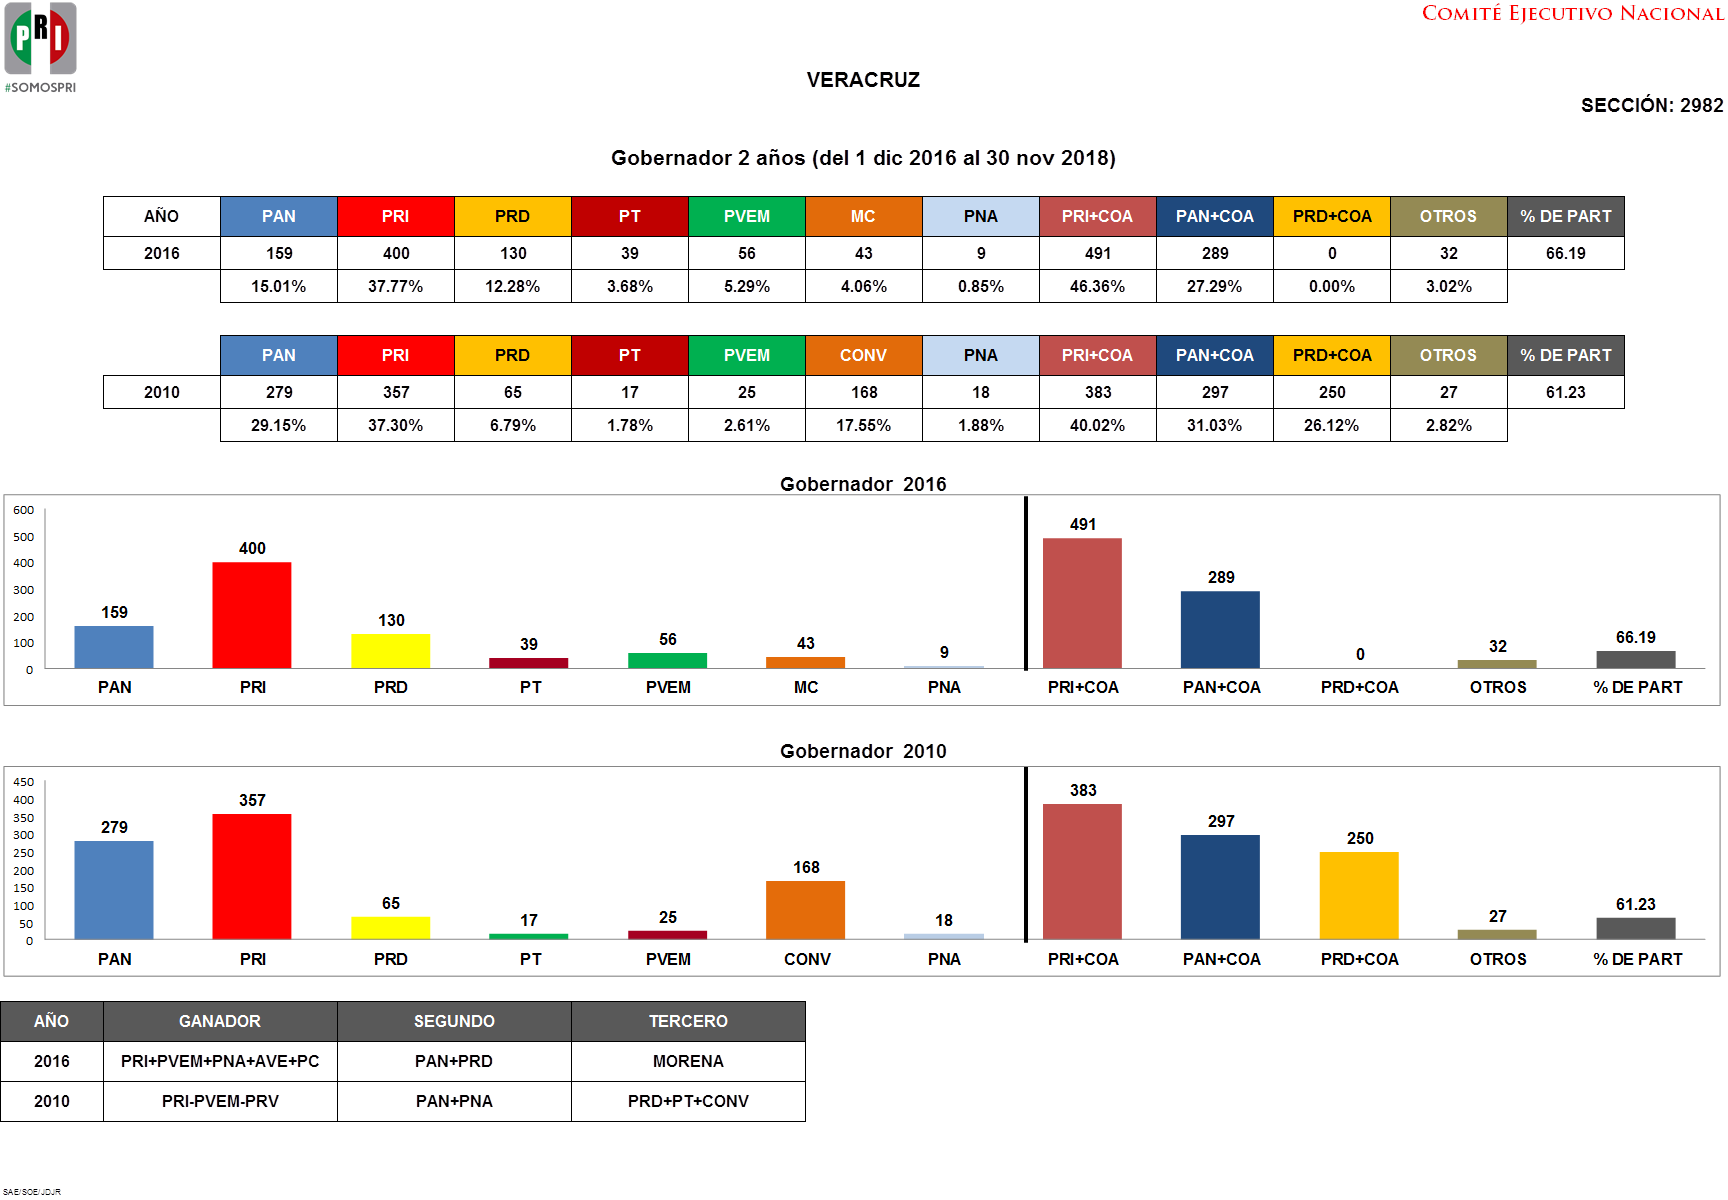 PRI
#SOMOSPRI
COMITÉ EJECUTIVO NACIONAL
VERACRUZ
SECCIÓN: 2982
Gobernador 2 años (del 1 dic 2016 al 30 nov 2018)
AÑO PAN PRI PRD PT PVEM MC PNA PRI+COA PAN+COA PRD+COA OTROS % DE PART
2016 159 400 130 39 56 43 9 491 289 0 32 66.19
15.01% 37.77% 12.28% 3.68% 5.29% 4.06% 0.85% 46.36% 27.29% 0.00% 3.02%
PAN PRI PRD PT PVEM CONV PNA PRI+COA PAN+COA PRD+COA OTROS % DE PART
2010 279 357 65 17 25 168 18 383 297 250 27 61.23
29.15% 37.30% 6.79% 1.78% 2.61% 17.55% 1.88% 40.02% 31.03% 26.12% 2.82%
Gobernador 2016
600
500
400
300
200
100
0
159 400 130 39 56 43 9 491 289 0 32 66.19
PAN PRI PRD PT PVEM MC PNA PRI+COA PAN+COA PRD+COA OTROS % DE PART
Gobernador 2010
450
400
350
300
250
200
150
100
50
0
279 357 65 17 25 168 18 383 297 250 27 61.23
PAN PRI PRD PT PVEM CONV PNA PRI+COA PAN+COA PRD+COA OTROS % DE PART
AÑO GANADOR SEGUNDO TERCERO
2016 PRI+PVEM+PNA+AVE+PC PAN+PRD MORENA
2010 PRI-PVEM-PRV PAN+PNA PRD+PT+CONV
SAE/SOE/JDJR